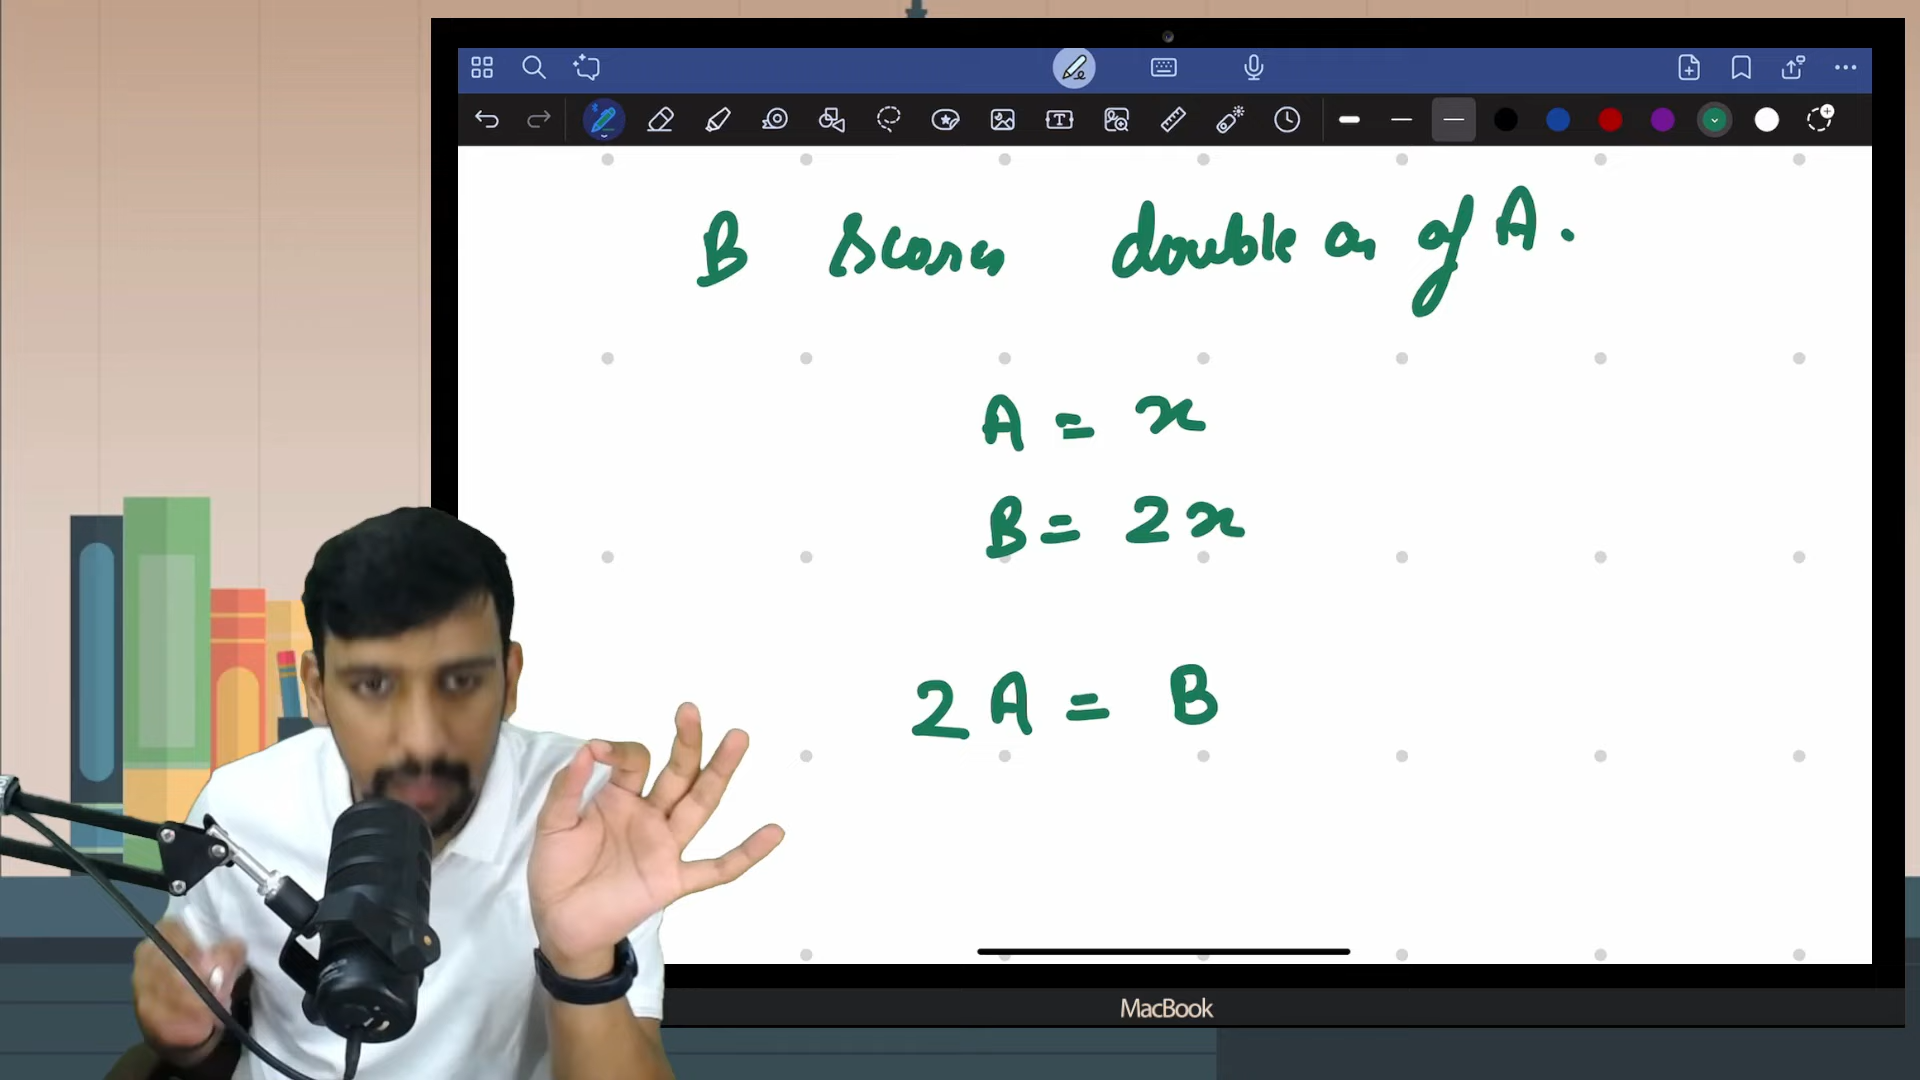 B scores double as of A.
A = x
B = 2x
2A = B
MacBook